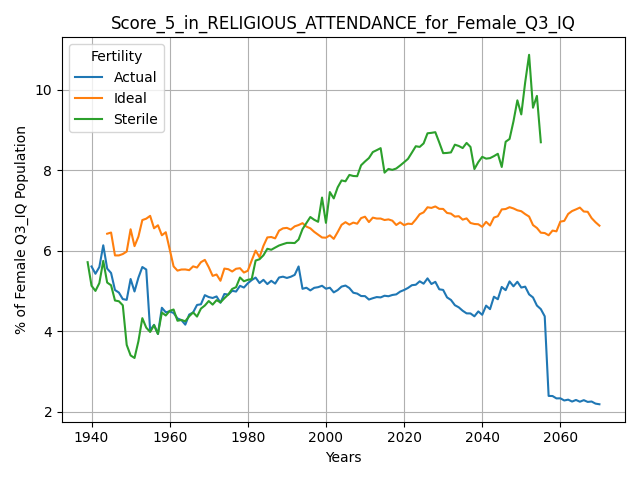 Score_5_in_RELIGIOUS_ATTENDANCE_for_Female_Q3_IQ
Fertility
Actual
Ideal
Sterile
% of Female Q3_IQ Population
10
8
6
4
2
1940 1960 1980 2000 2020 2040 2060
Years